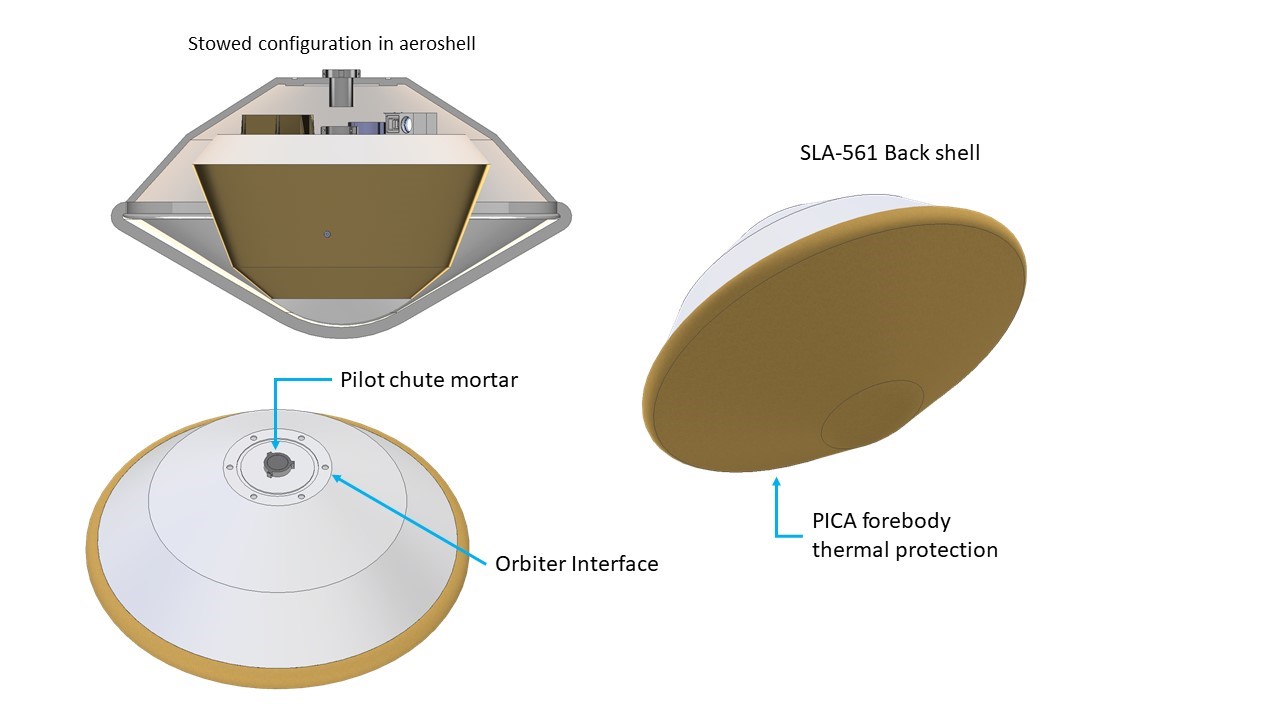 Stowed configuration in aeroshell
SLA-561 Back shell
Pilot chute mortar
Orbiter Interface
PICA forebody
thermal protection